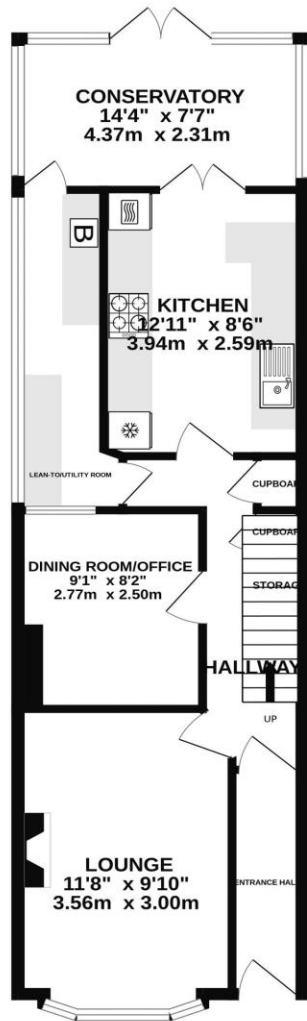 CONSERVATORY
14'4" x 7'7"
4.37m x 2.31m
B
KITCHEN
12'11" x 8'6"
3.94m x 2.59m
LEAN-TO/UTILITY ROOM
CUPBOAR
CUPBOAR
DINING ROOM/OFFICE
9'1" x 8'2"
2.77m x 2.50m
STORAG
HALLWAY
UP
LOUNGE
11'8" x 9'10"
3.56m x 3.00m
ENTRANCE HAL